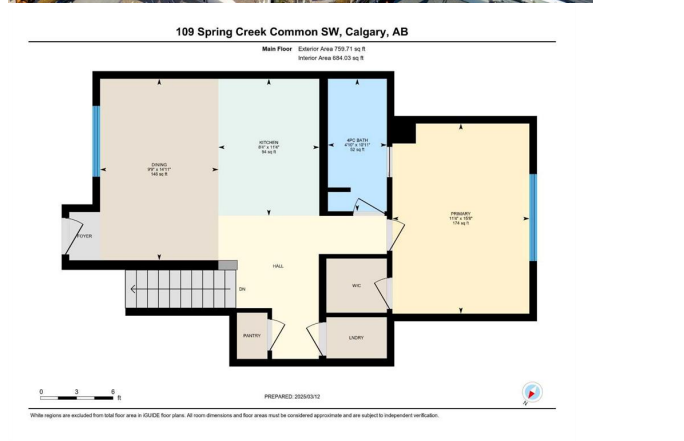 109 Spring Creek Common SW, Calgary, AB
Main Floor Exterior Area 759.71 sq ft
Interior Area 684.03 sq ft
KITCHEN
8'4" x 11'6"
94 sq ft
4PC BATH
4'10" x 10'11"
52 sq ft
DINING
9'8" x 14'11"
146 sq ft
PRIMARY
11'4" x 15'8"
174 sq ft
FOYER
HALL
WIC
DN
PANTRY
LNDRY
0 3 6
ft
PREPARED: 2025/03/12
N
White regions are excluded from total floor area in iGUIDE floor plans. All room dimensions and floor areas must be considered approximate and are subject to independent verification.